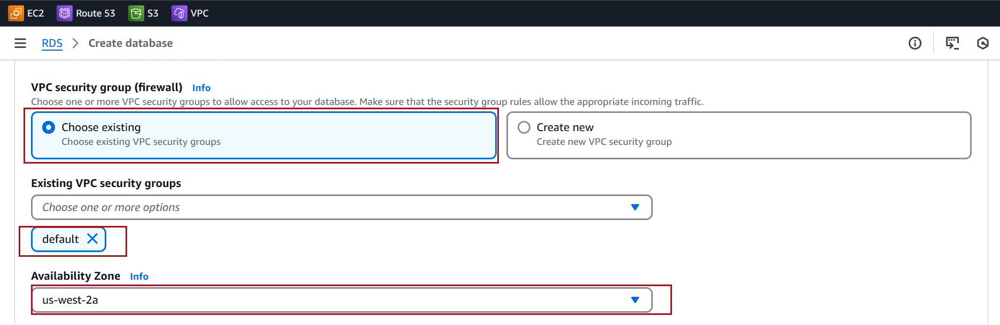 EC2 Route 53 S3 VPC
RDS > Create database
VPC security group (firewall) Info
Choose one or more VPC security groups to allow access to your database. Make sure that the security group rules allow the appropriate incoming traffic.
Choose existing
Choose existing VPC security groups
Create new
Create new VPC security group
Existing VPC security groups
Choose one or more options
default
Availability Zone Info
us-west-2a